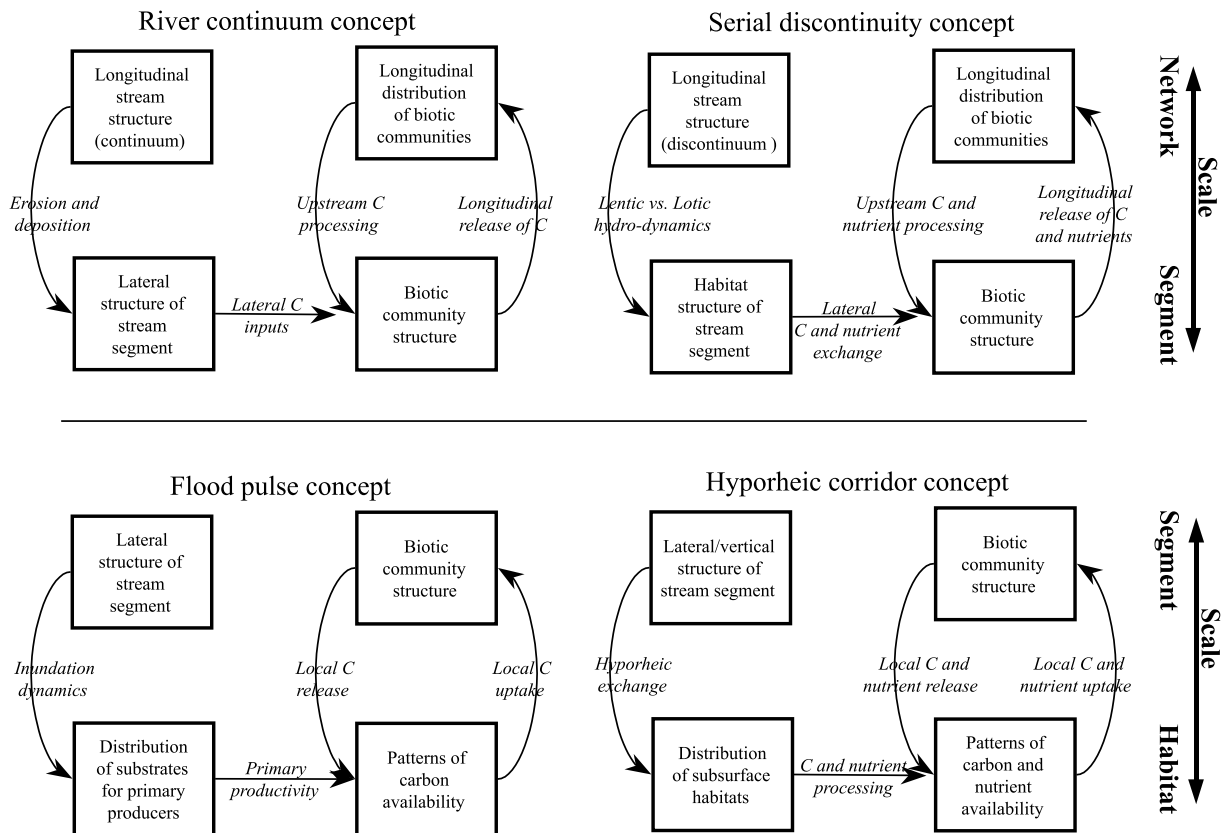 River continuum concept
Longitudinal
stream
structure
(continuum)
Longitudinal
distribution
of biotic
communities
Erosion and
deposition
Upstream C
processing
Longitudinal
release of C
Lateral
structure of
stream
segment
Lateral C
inputs
Biotic
community
structure
Serial discontinuity concept
Longitudinal
stream
structure
(discontinuum )
Longitudinal
distribution
of biotic
communities
Lentic vs. Lotic
hydro-dynamics
Upstream C and
nutrient processing
Longitudinal
release of C
and nutrients
Habitat
structure of
stream
segment
Lateral
C and nutrient
exchange
Biotic
community
structure
Network
Scale
Segment
Flood pulse concept
Lateral
structure of
stream
segment
Biotic
community
structure
Inundation
dynamics
Local C
release
Local C
uptake
Distribution
of substrates
for primary
producers
Primary
productivity
Patterns of
carbon
availability
Hyporheic corridor concept
Lateral/vertical
structure of
stream segment
Biotic
community
structure
Hyporheic
exchange
Local C and
nutrient release
Local C and
nutrient uptake
Distribution
of subsurface
habitats
C and nutrient
processing
Patterns of
carbon and
nutrient
availability
Segment
Scale
Habitat